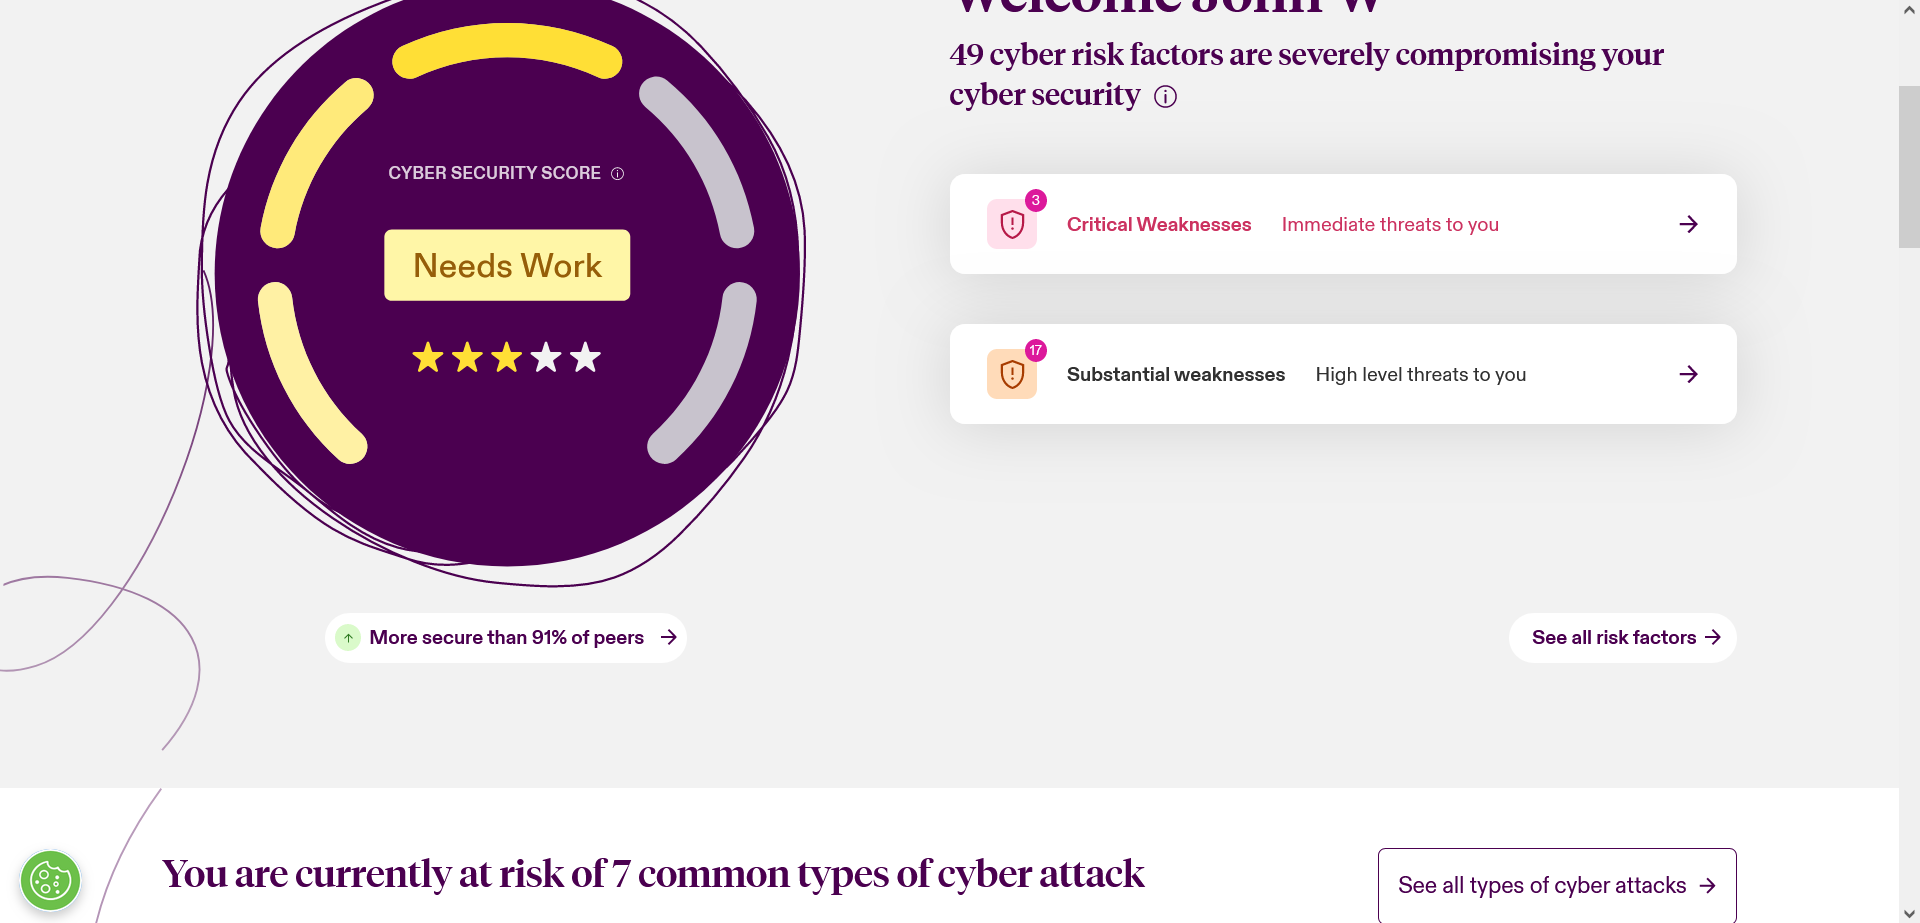 Welcome John W
49 cyber risk factors are severely compromising your
cyber security
CYBER SECURITY SCORE
Needs Work
3
Critical Weaknesses Immediate threats to you
17
Substantial weaknesses High level threats to you
More secure than 91% of peers
See all risk factors
You are currently at risk of 7 common types of cyber attack
See all types of cyber attacks